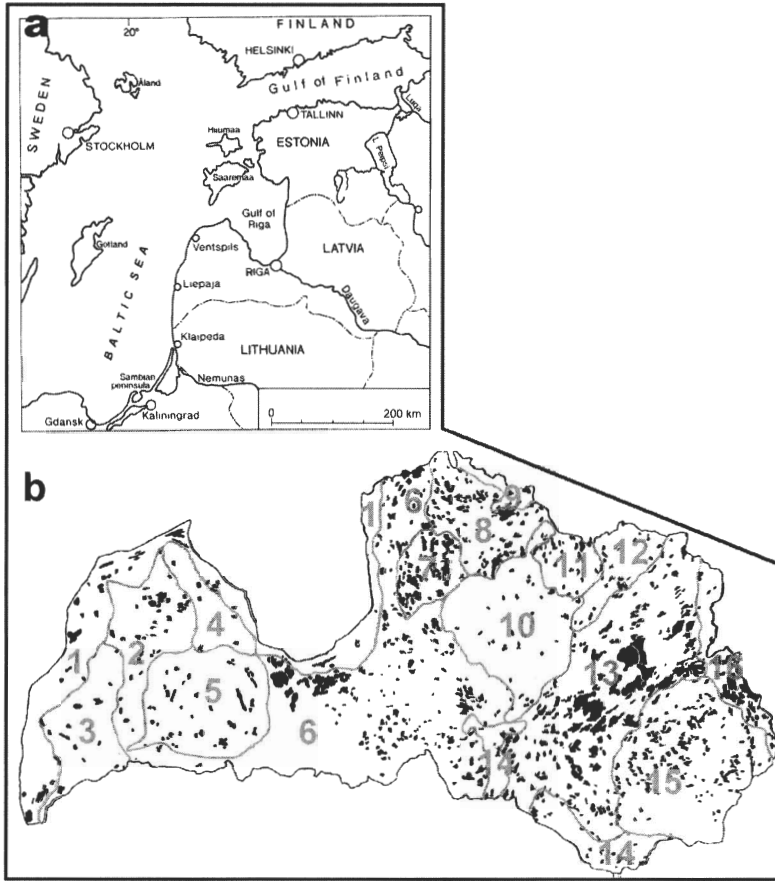 a
20°
FINLAND
HELSINKI
Gulf of Finland
Åland
SWEDEN
STOCKHOLM
TALLINN
Luga
Hiiumaa
ESTONIA
L. Peipsi
Saaremaa
Gulf of
Riga
Gotland
Ventspils
LATVIA
RIGA
BALTIC SEA
Liepaja
Daugava
Klaipeda
LITHUANIA
Sambian
peninsula
Nemunas
Kaliningrad
Gdansk
0 200 km
b
1 6 9
8
7 11 12
4
10
1 2
5 13 16
3 6
14 15
14